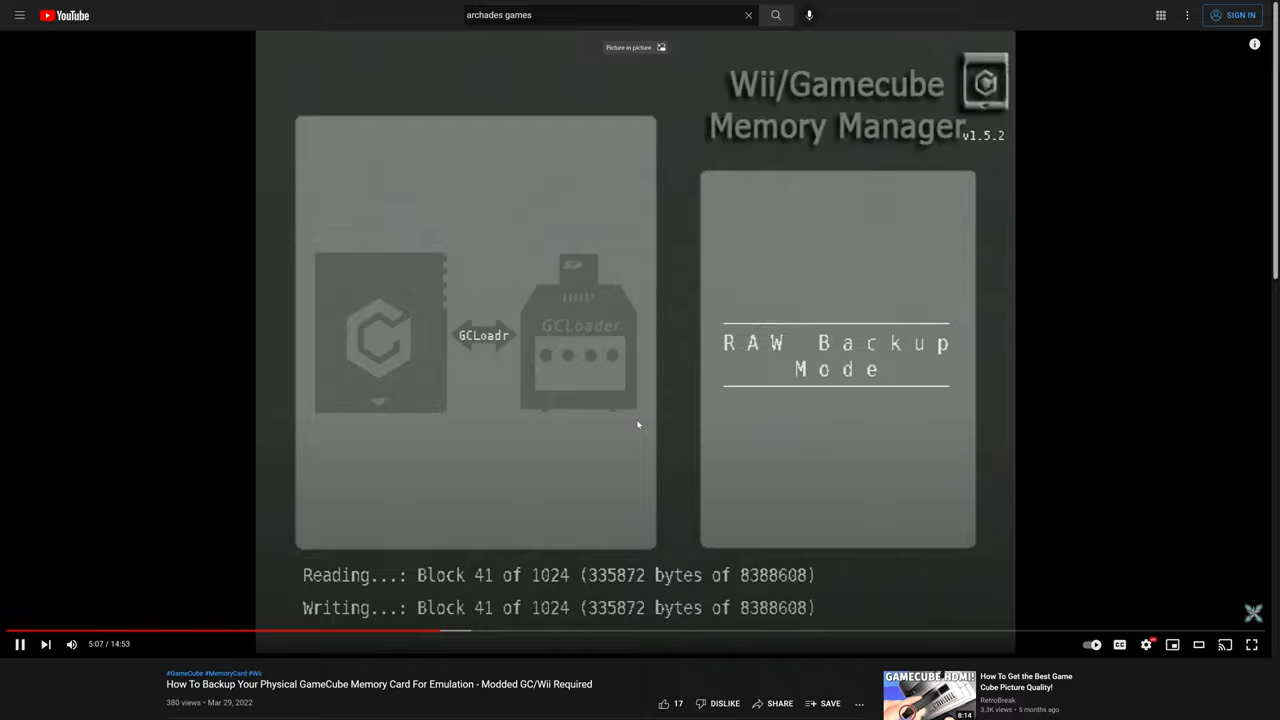 YouTube
archades games
SIGN IN
Picture in picture
Wii/Gamecube
Memory Manager
v1.5.2
SD
GCLoader
GCLoadr
RAW Backup
Mode
Reading...: Block 41 of 1024 (335872 bytes of 8388608)
Writing...: Block 41 of 1024 (335872 bytes of 8388608)
5:07 / 14:53
#GameCube #MemoryCard #Wii
How To Backup Your Physical GameCube Memory Card For Emulation - Modded GC/Wii Required
380 views • Mar 29, 2022
17
DISLIKE
SHARE
SAVE
GAMECUBE HDMI!
8:14
How To Get the Best Game
Cube Picture Quality!
RetroBreak
3.3K views • 5 months ago